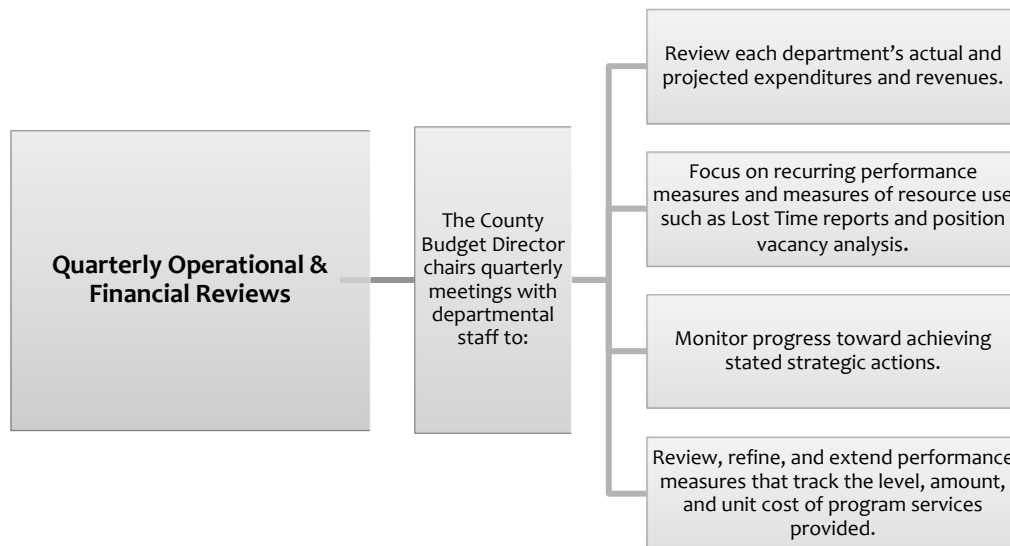 Quarterly Operational &
Financial Reviews
The County
Budget Director
chairs quarterly
meetings with
departmental
staff to:
Review each department’s actual and
projected expenditures and revenues.
Focus on recurring performance
measures and measures of resource use
such as Lost Time reports and position
vacancy analysis.
Monitor progress toward achieving
stated strategic actions.
Review, refine, and extend performance
measures that track the level, amount,
and unit cost of program services
provided.